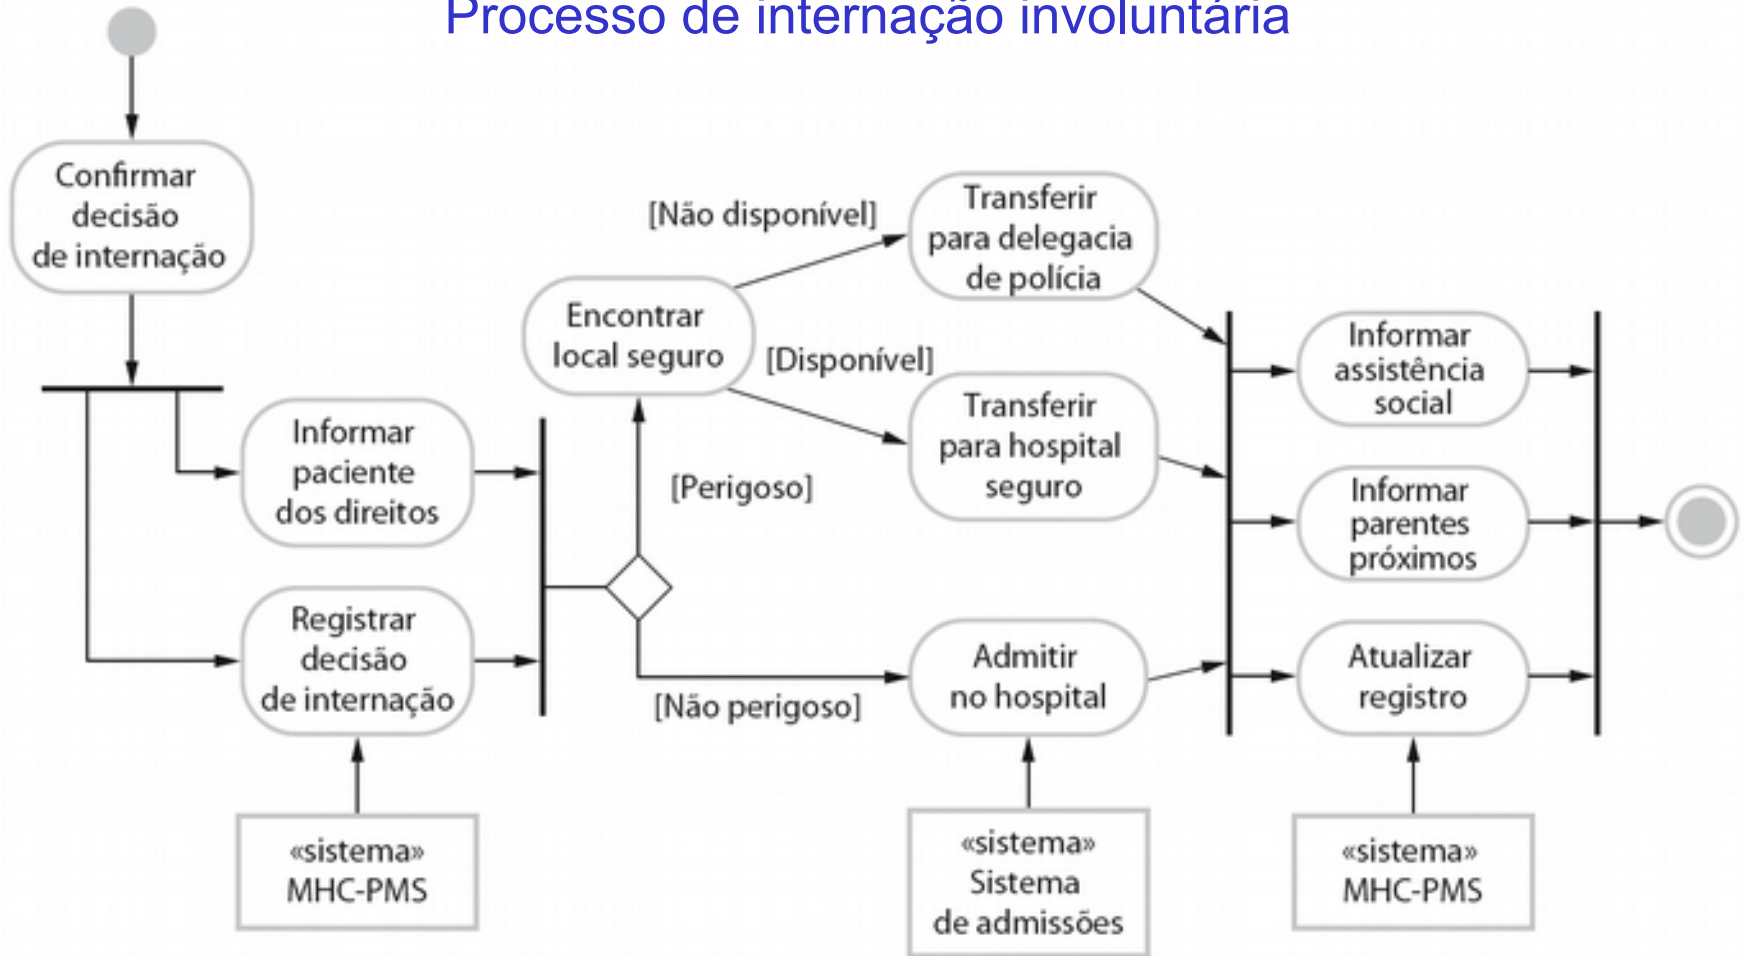 Processo de internação involuntária
Confirmar
decisão
de internação
Informar
paciente
dos direitos
Registrar
decisão
de internação
«sistema»
MHC-PMS
Encontrar
local seguro
[Não disponível]
[Disponível]
[Perigoso]
[Não perigoso]
Transferir
para delegacia
de polícia
Transferir
para hospital
seguro
Admitir
no hospital
«sistema»
Sistema
de admissões
Informar
assistência
social
Informar
parentes
próximos
Atualizar
registro
«sistema»
MHC-PMS